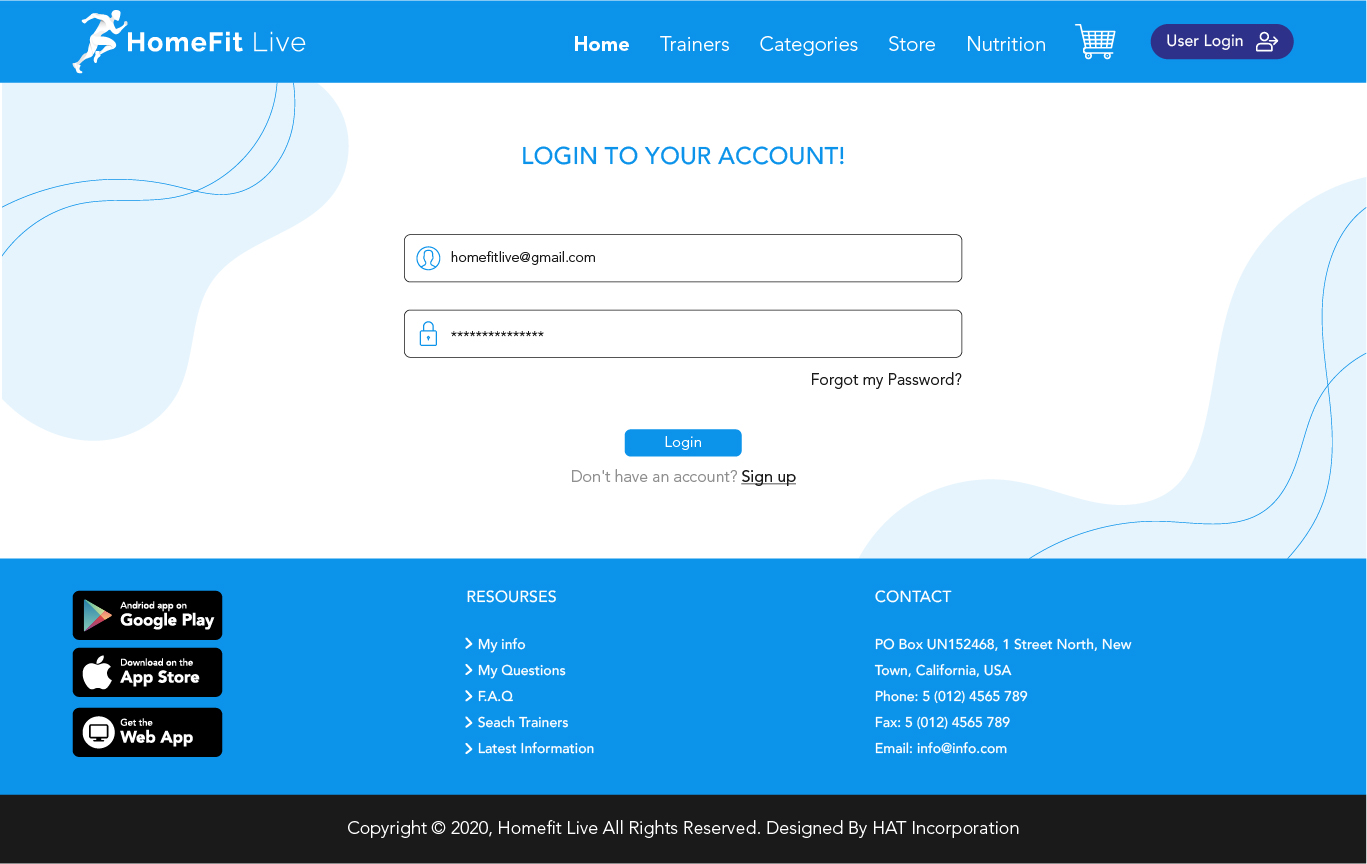 HomeFit Live
Home Trainers Categories Store Nutrition User Login
LOGIN TO YOUR ACCOUNT!
homefitlive@gmail.com
***************
Forgot my Password?
Login
Don't have an account? Sign up
Andriod app on
Google Play
Download on the
App Store
Get the
Web App
RESOURSES
My info
My Questions
F.A.Q
Seach Trainers
Latest Information
CONTACT
PO Box UN152468, 1 Street North, New
Town, California, USA
Phone: 5 (012) 4565 789
Fax: 5 (012) 4565 789
Email: info@info.com
Copyright © 2020, Homefit Live All Rights Reserved. Designed By HAT Incorporation